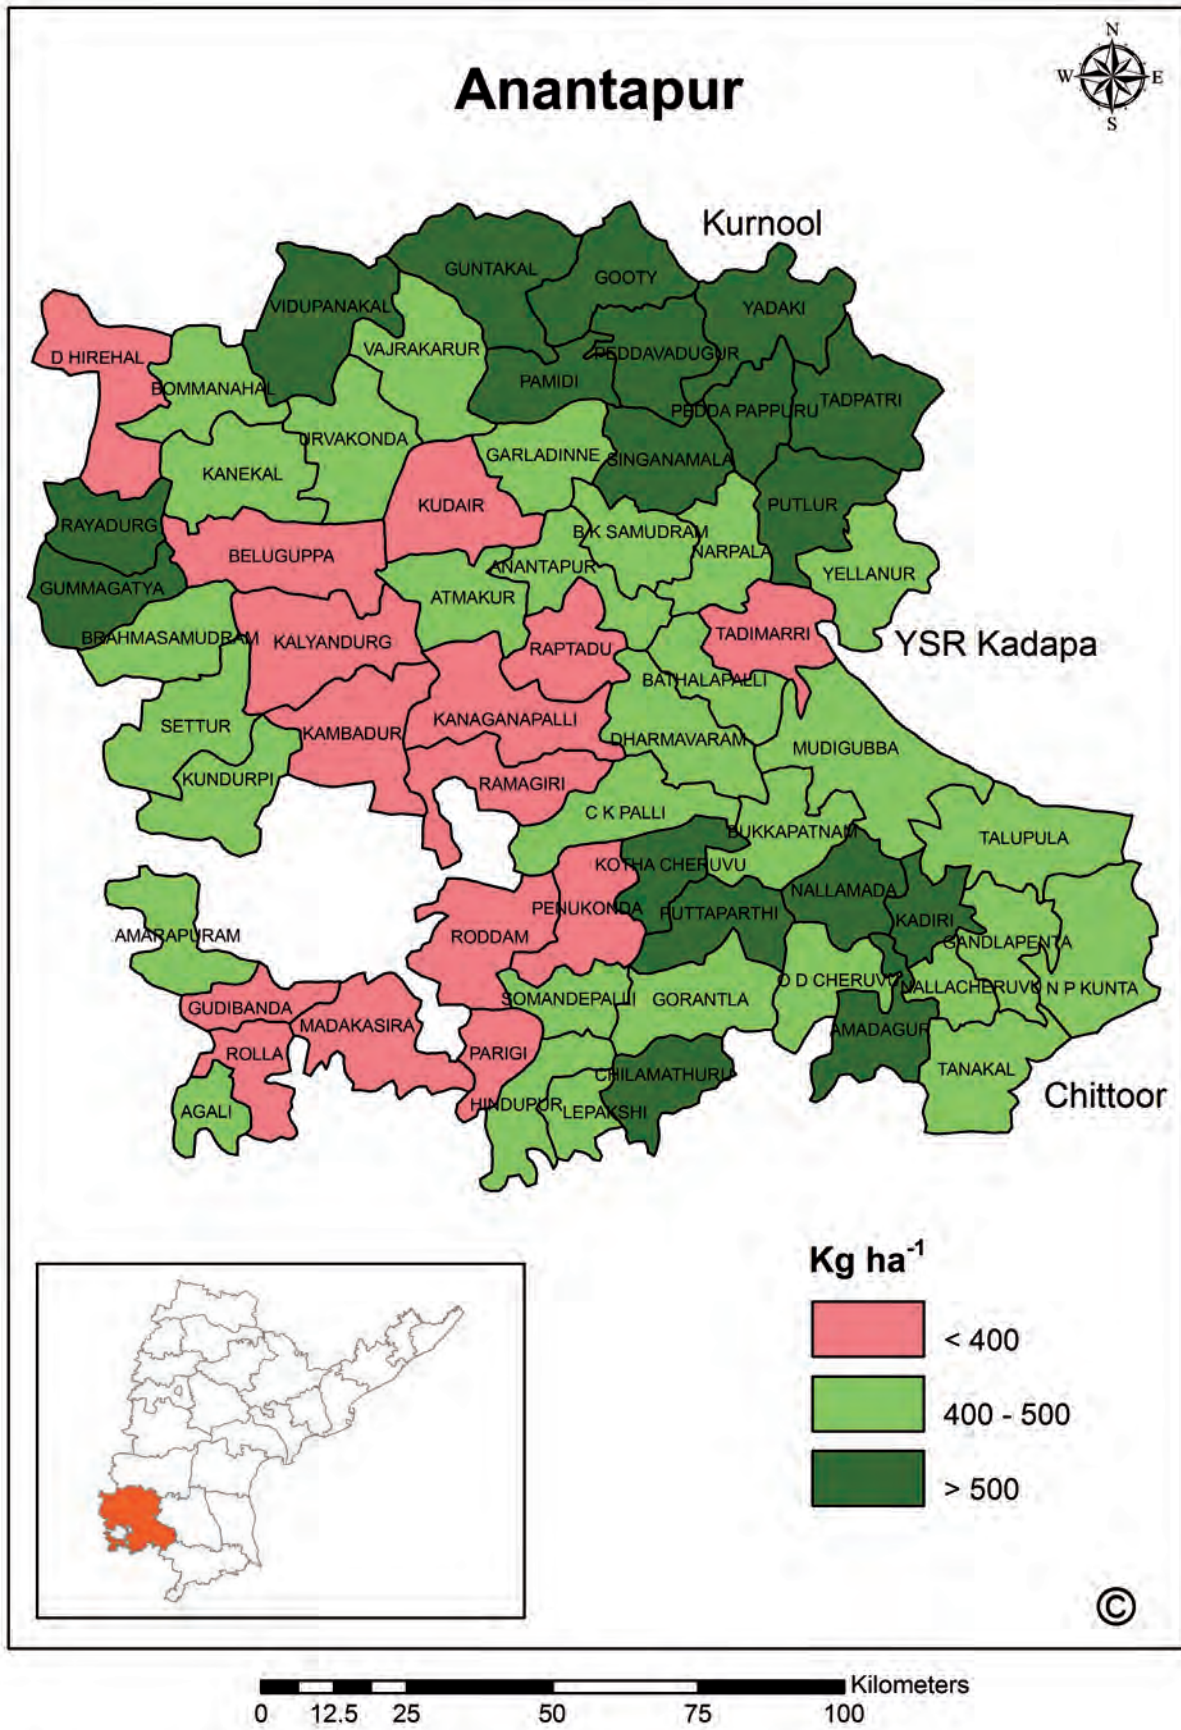 N
W E
S
Anantapur
Kurnool
GUNTAKAL
GOOTY
VIDUPANAKAL
YADAKI
D HIREHAL
VAJRAKARUR
PEDDAVADUGUR
BOMMANAHAL
PAMIDI
PEDDA PAPPURU
TADPATRI
URVAKONDA
GARLADINNE
SINGANAMALA
KANEKAL
KUDAIR
PUTLUR
RAYADURG
B K SAMUDRAM
BELUGUPPA
NARPALA
ANANTAPUR
YELLANUR
GUMMAGATYA
ATMAKUR
BRAHMASAMUDRAM
KALYANDURG
RAPTADU
TADIMARRI
YSR Kadapa
BATHALAPALLI
SETTUR
KANAGANAPALLI
KAMBADUR
DHARMAVARAM
MUDIGUBBA
KUNDURPI
RAMAGIRI
C K PALLI
BUKKAPATNAM
TALUPULA
KOTHA CHERUVU
NALLAMADA
PENUKONDA
PUTTAPARTHI
KADIRI
AMARAPURAM
RODDAM
GANDLAPENTA
O D CHERUVU
NALLACHERUVU
N P KUNTA
SOMANDEPALLI
GORANTLA
GUDIBANDA
MADAKASIRA
AMADAGUR
ROLLA
PARIGI
TANAKAL
CHILAMATHURU
Chittoor
HINDUPUR
LEPAKSHI
AGALI
Kg ha-1
< 400
400 - 500
> 500
©
Kilometers
0 12.5 25 50 75 100